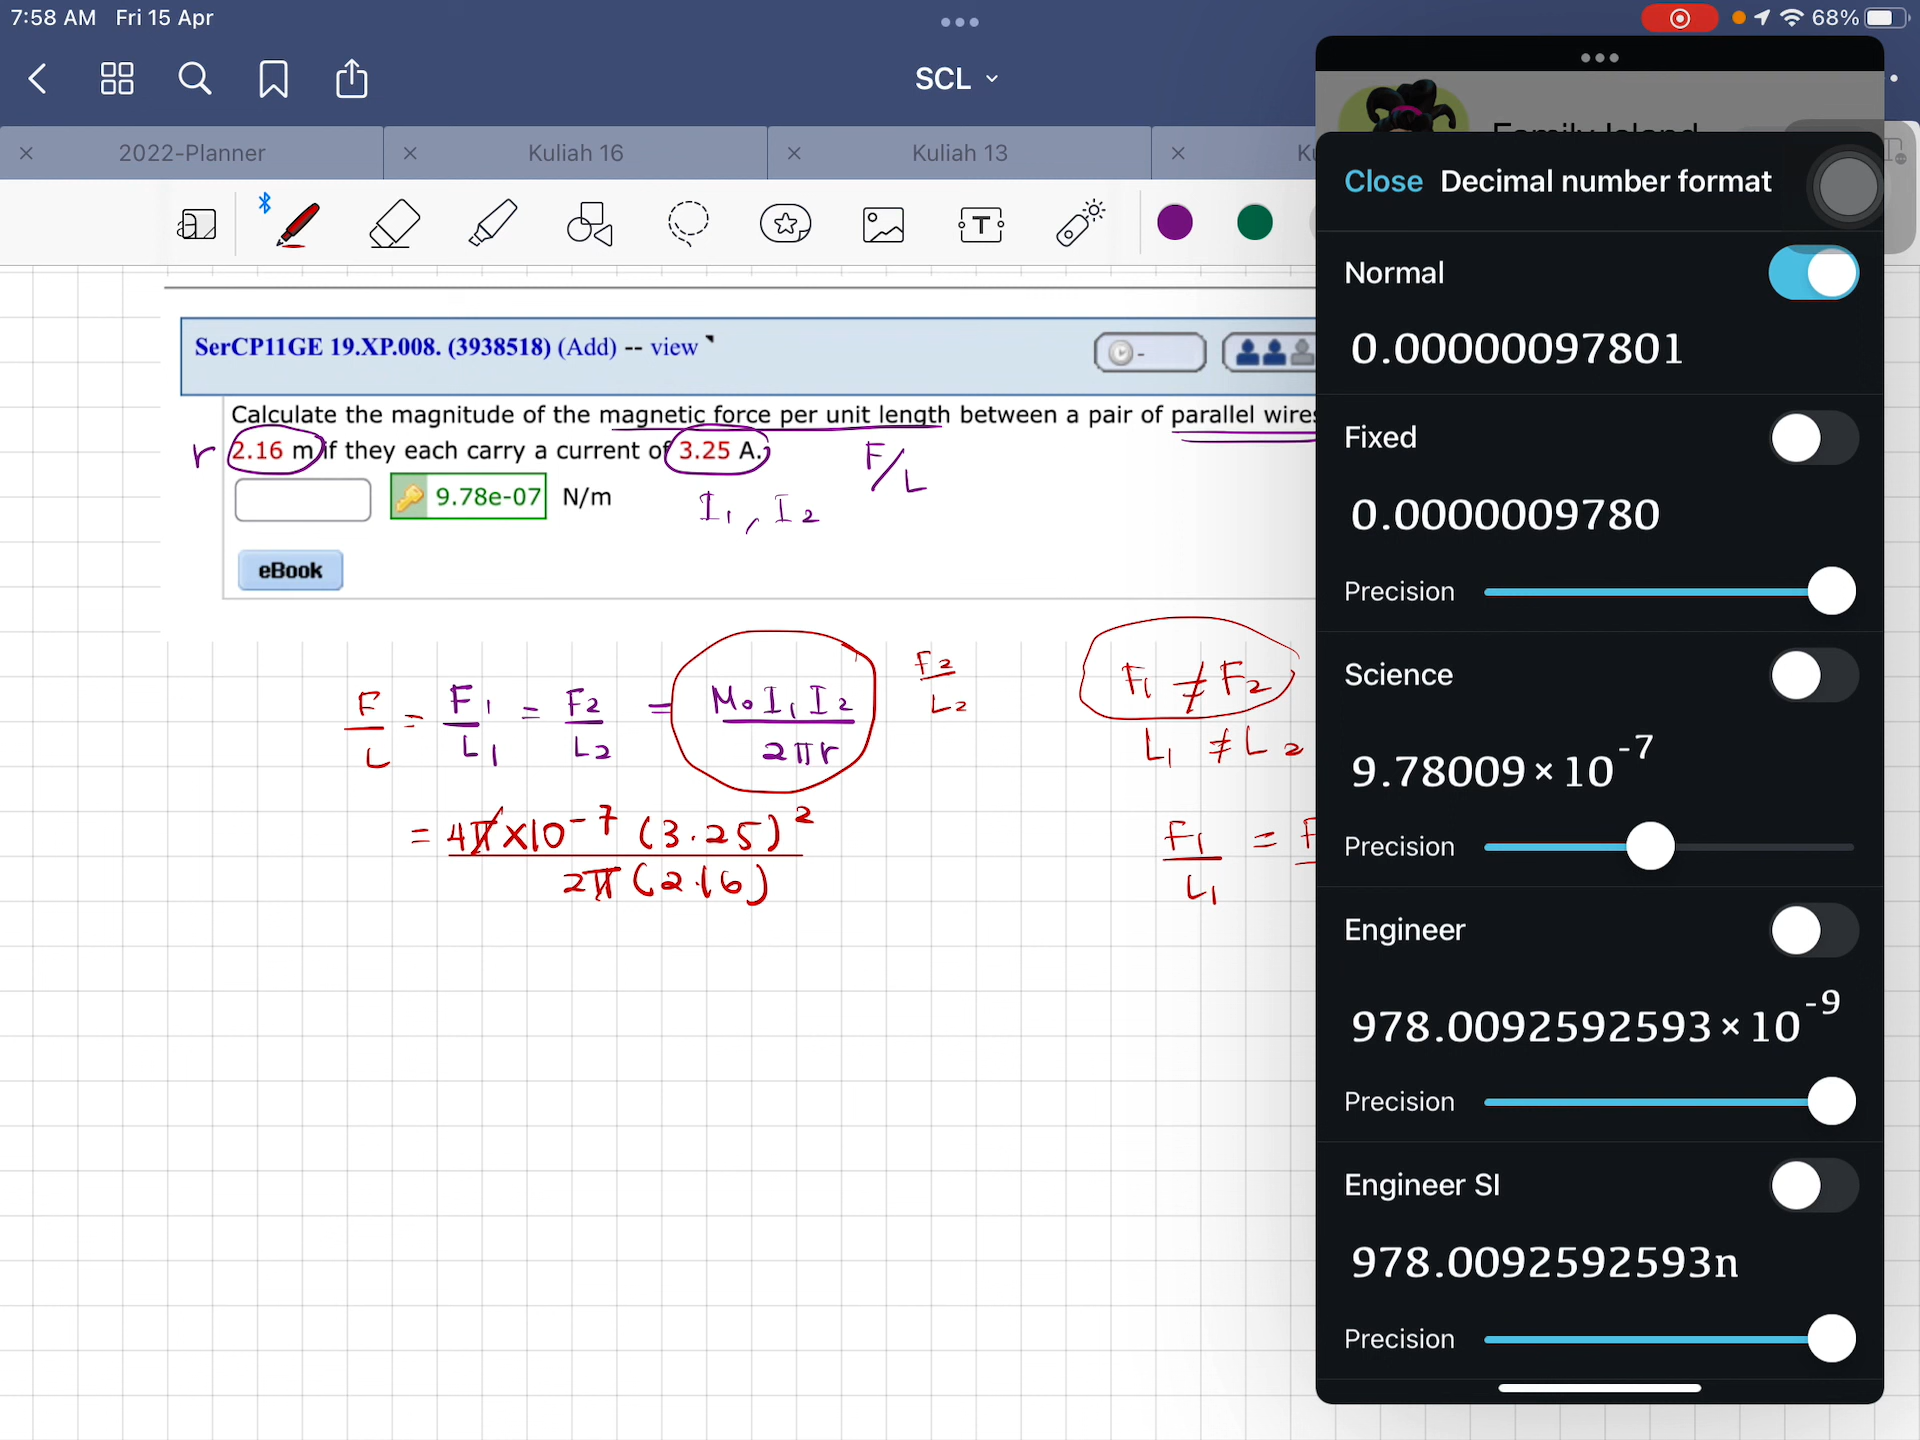 7:58 AM Fri 15 Apr
68%
SCL
2022-Planner
Kuliah 16
Kuliah 13
SerCP11GE 19.XP.008. (3938518) (Add) -- view
Calculate the magnitude of the magnetic force per unit length between a pair of parallel wires
r 2.16 m if they each carry a current of 3.25 A.
F/L
9.78e-07 N/m
I₁, I₂
eBook
F/L = F₁/L₁ = F₂/L₂ = M₀I₁I₂/2πr
F₂/L₂
F₁ ≠ F₂
L₁ ≠ L₂
= 4π×10⁻⁷ (3.25)²/2π(2.16)
F₁/L₁ =
Close Decimal number format
Normal
0.00000097801
Fixed
0.0000009780
Precision
Science
9.78009×10⁻⁷
Precision
Engineer
978.0092592593×10⁻⁹
Precision
Engineer SI
978.0092592593n
Precision